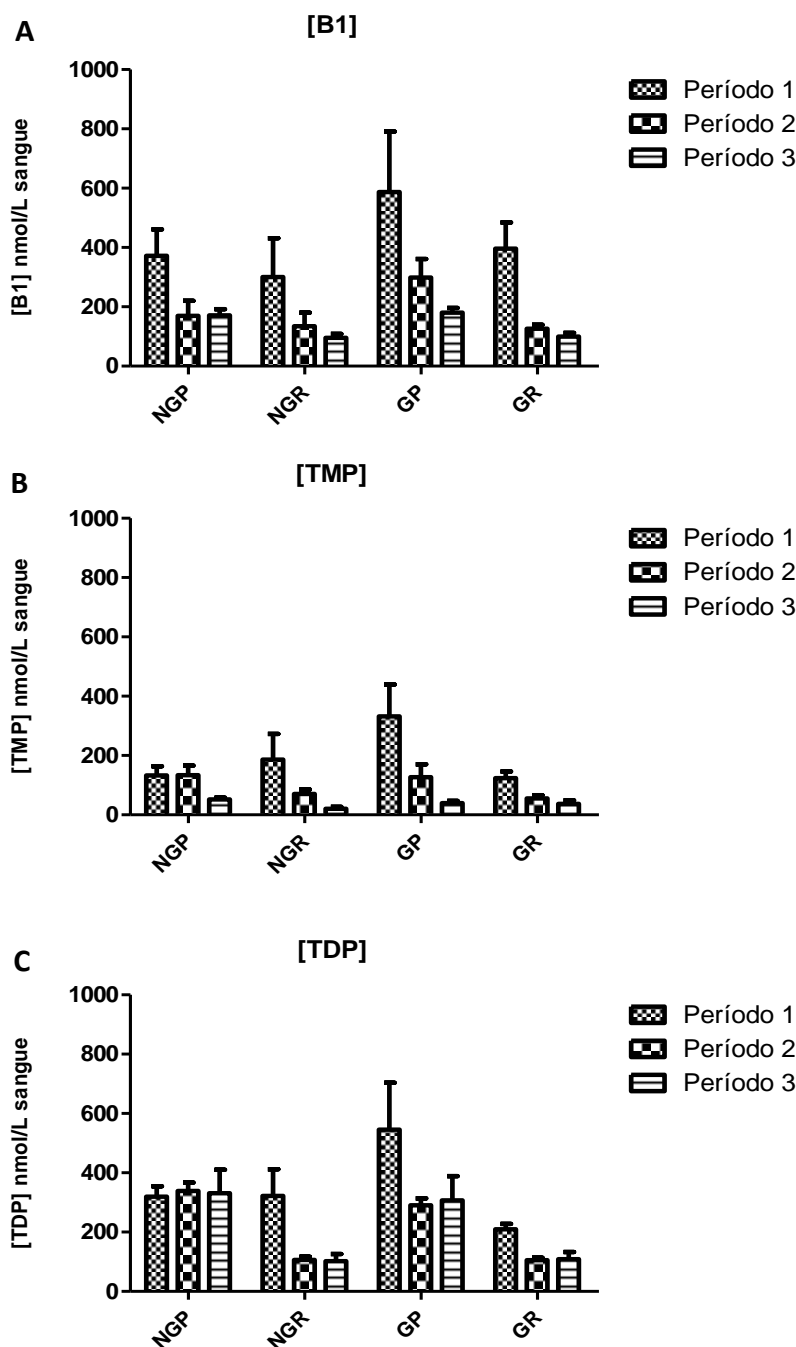 A
[B1]
[B1] nmol/L sangue
1000
800
600
400
200
0
NGP
NGR
GP
GR
Período 1
Período 2
Período 3
B
[TMP]
[TMP] nmol/L sangue
1000
800
600
400
200
0
NGP
NGR
GP
GR
Período 1
Período 2
Período 3
C
[TDP]
[TDP] nmol/L sangue
1000
800
600
400
200
0
NGP
NGR
GP
GR
Período 1
Período 2
Período 3